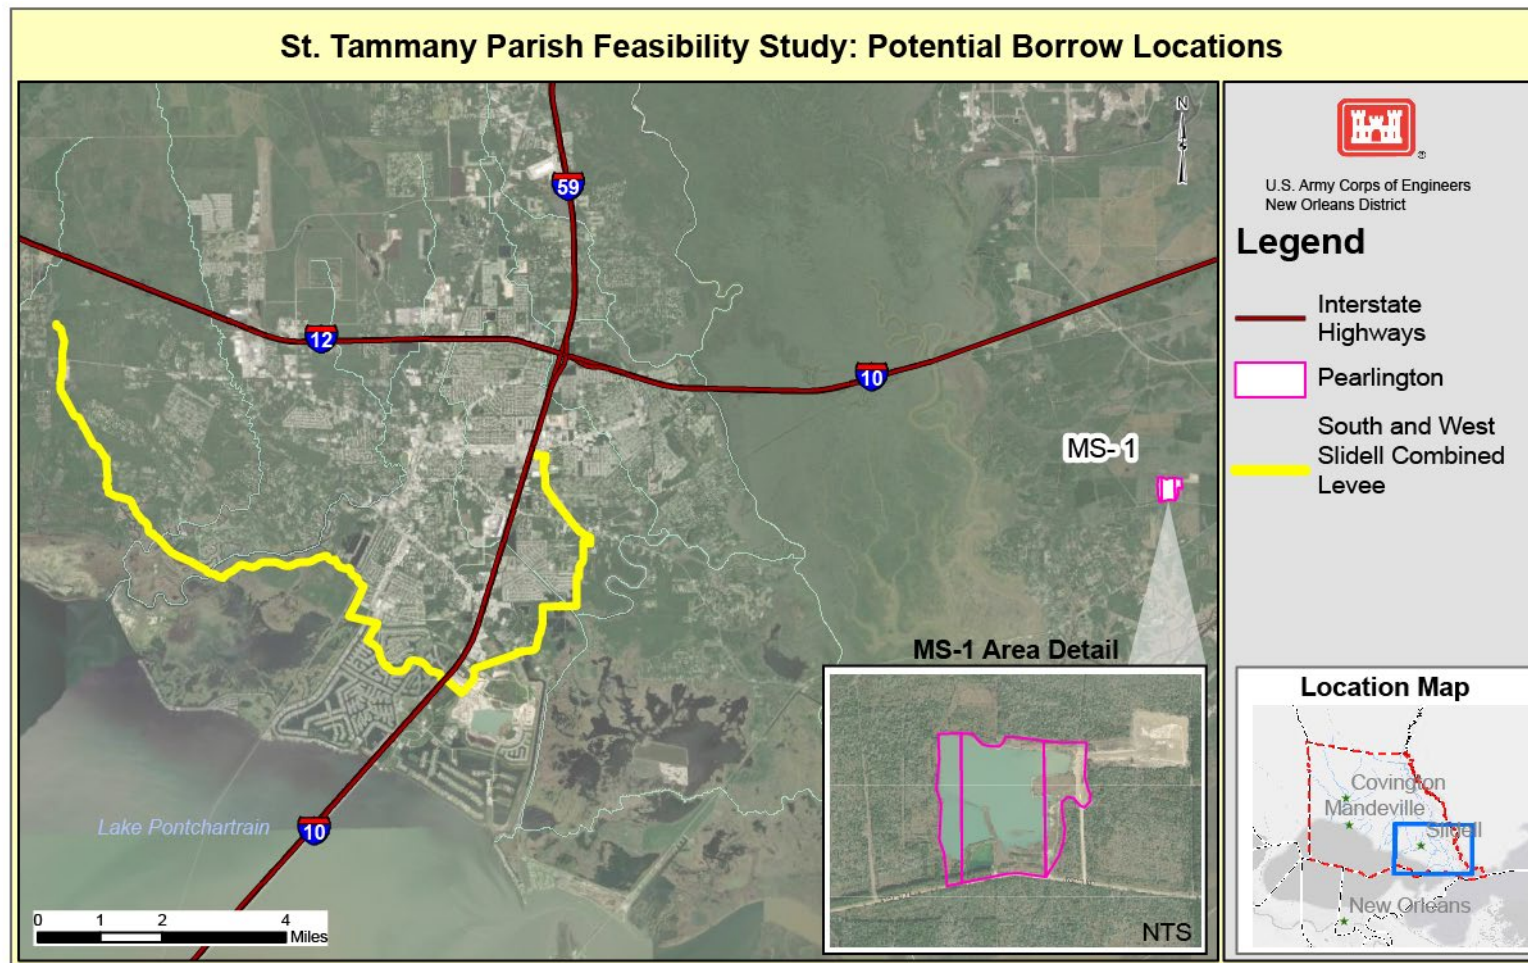 St. Tammany Parish Feasibility Study: Potential Borrow Locations
N
59
12
10
MS-1
MS-1 Area Detail
NTS
Lake Pontchartrain
10
0 1 2 4
Miles
®
U.S. Army Corps of Engineers
New Orleans District
Legend
Interstate
Highways
Pearlington
South and West
Slidell Combined
Levee
Location Map
Covington
Mandeville
Slidell
New Orleans